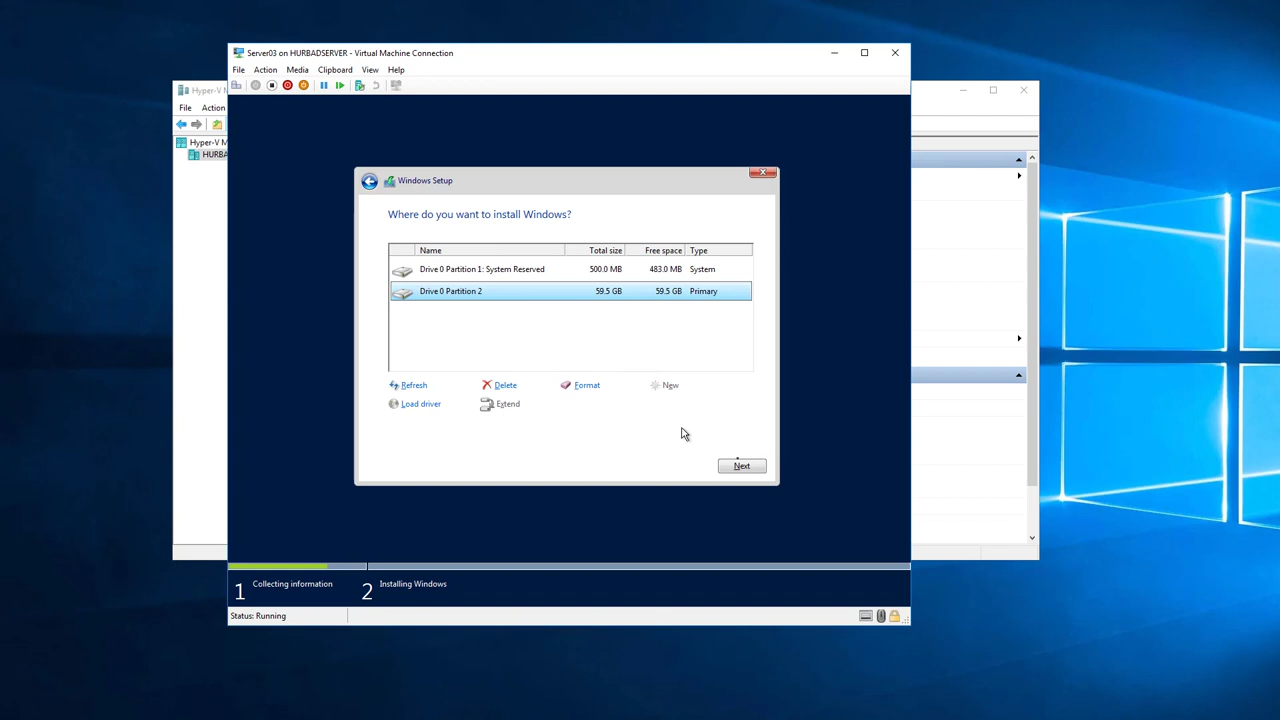 Server03 on HURBADSERVER - Virtual Machine Connection
File Action Media Clipboard View Help
Hyper-V M
File Action
Hyper-V M
HURBA
Windows Setup
Where do you want to install Windows?
Name Total size Free space Type
Drive 0 Partition 1: System Reserved 500.0 MB 483.0 MB System
Drive 0 Partition 2 59.5 GB 59.5 GB Primary
Refresh Delete Format New
Load driver Extend
Next
1 Collecting information 2 Installing Windows
Status: Running